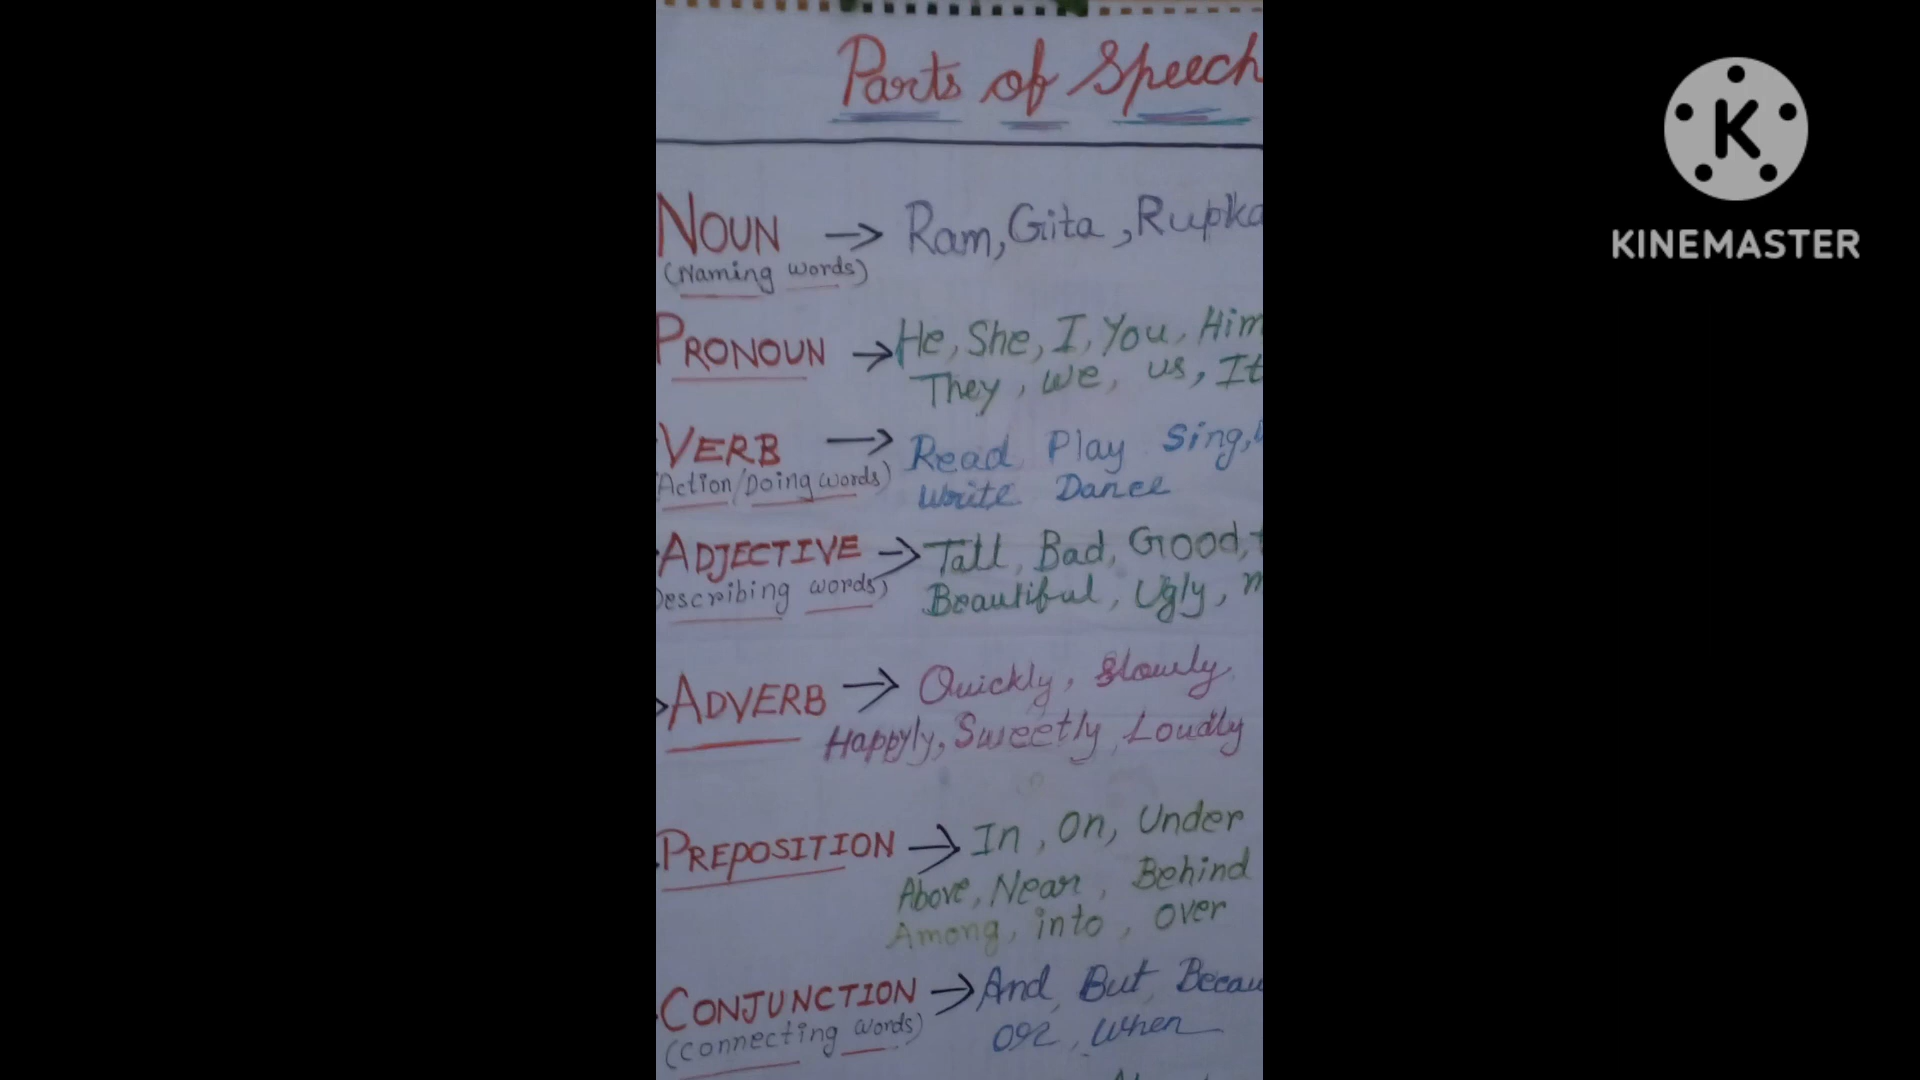 Parts of Speech
NOUN → Ram, Gita, Rupka
(Naming words)
PRONOUN → He, She, I, You, Him
They, we, us, It
VERB → Read, Play, Sing,
(Action/Doing words)
Write, Dance
ADJECTIVE → Tall, Bad, Good,
Describing words)
Beautiful, Ugly,
ADVERB → Quickly, Slowly,
Happyly, Sweetly, Loudly
PREPOSITION → In, On, Under
Above, Near, Behind
Among, into, over
CONJUNCTION → And, But, Becau
(Connecting words)
or, When
K
KINEMASTER